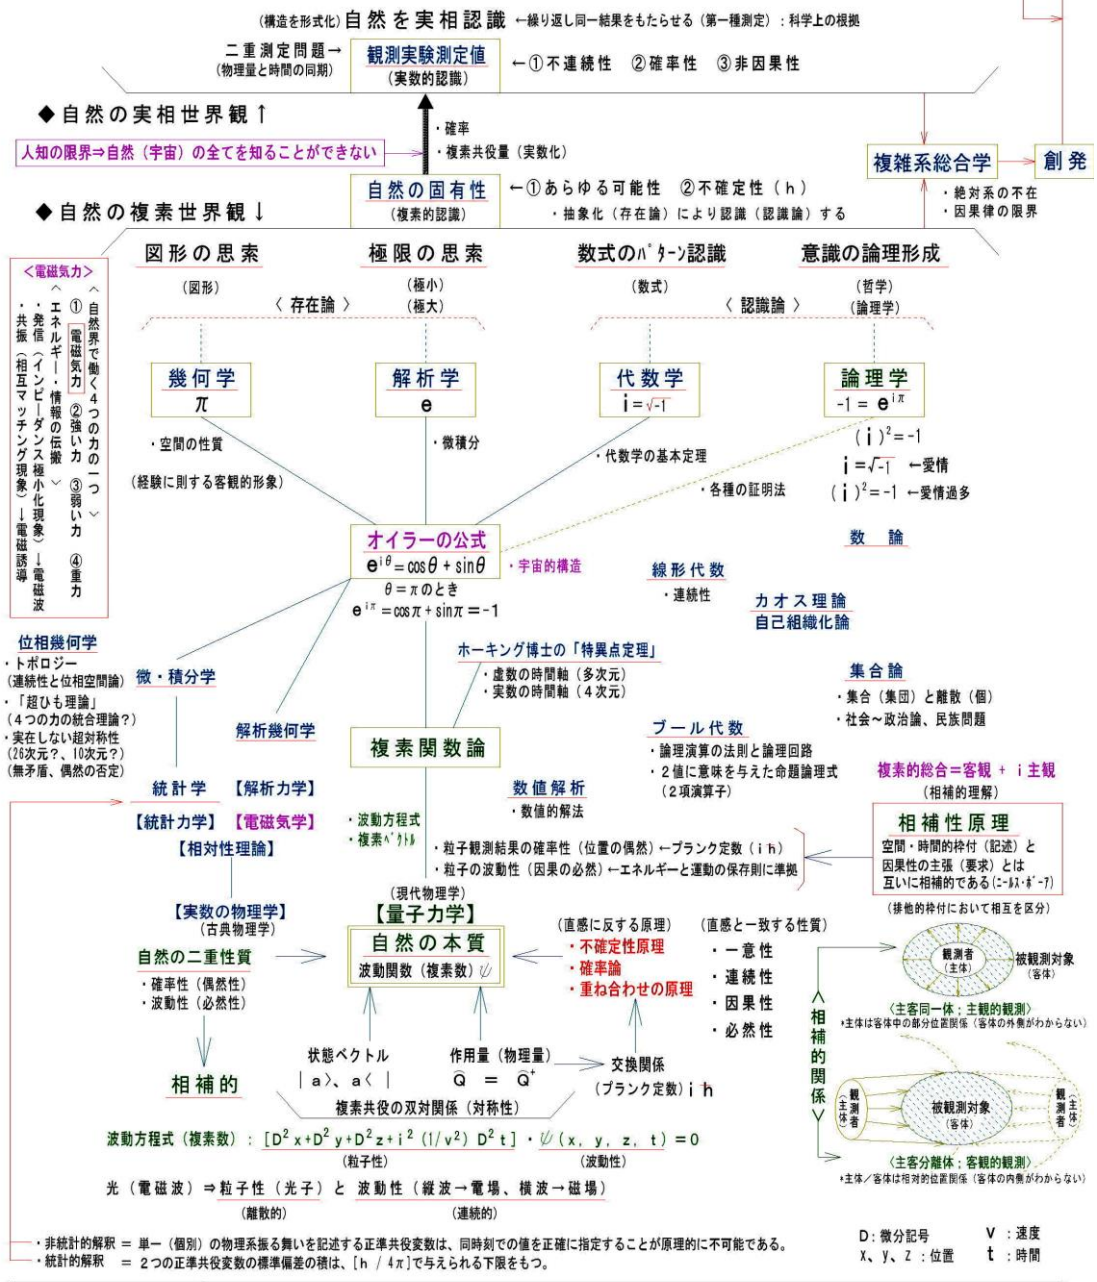 (構造を形式化) 自然を実相認識 ←繰り返し同一結果をもたらせる(第一種測定):科学上の根拠
二重測定問題→
(物理量と時間の同期)
観測実験測定値
(実数的認識)
←①不連続性 ②確率性 ③非因果性
◆自然の実相世界観↑
・確率
・複素共役量(実数化)
人知の限界⇒自然(宇宙)の全てを知ることができない
複雑系総合学
創発
・絶対系の不在
・因果律の限界
自然の固有性
(複素的認識)
←①あらゆる可能性 ②不確定性(h)
・抽象化(存在論)により認識(認識論)する
◆自然の複素世界観↓
図形の思索
(図形)
極限の思索
(極小)
(極大)
数式のパターン認識
(数式)
意識の論理形成
(哲学)
(論理学)
〈 存在論 〉
〈 認識論 〉
<電磁気力>
〈自然界で働く4つの力の一つ〉
① 電磁気力 ②強い力 ③弱い力 ④重力
〈エネルギー・情報の伝搬〉
・発信(インピーダンス極小化現象)→電磁波
・共振(相互マッチング現象)→電磁誘導
幾何学
π
解析学
e
代数学
i=√-1
論理学
-1 = e^{iπ}
・空間の性質
(経験に則する客観的形象)
・微積分
・代数学の基本定理
・各種の証明法
(i)²=-1
i=√-1 ←愛情
(i)²=-1 ←愛情過多
オイラーの公式
e^{iθ}=cosθ+sinθ
・宇宙的構造
θ=πのとき
e^{iπ}=cosπ+sinπ=-1
数 論
線形代数
・連続性
カオス理論
自己組織化論
位相幾何学
・トポロジー
(連続性と位相空間論)
・「超ひも理論」
(4つの力の統合理論?)
・実在しない超対称性
(26次元?、10次元?)
(無矛盾、偶然の否定)
微・積分学
解析幾何学
ホーキング博士の「特異点定理」
・虚数の時間軸(多次元)
・実数の時間軸(4次元)
集合論
・集合(集団)と離散(個)
・社会~政治論、民族問題
複素関数論
ブール代数
・論理演算の法則と論理回路
・2値に意味を与えた命題論理式
(2項演算子)
統計学 【解析力学】
【統計力学】【電磁気学】
【相対性理論】
数値解析
・数値的解法
・波動方程式
・複素ベクトル
複素的総合=客観 + i主観
(相補的理解)
相補性原理
空間・時間的枠付(記述)と
因果性の主張(要求)とは
互いに相補的である(ニールス・ボーア)
(排他的枠付において相互を区分)
・粒子観測結果の確率性(位置の偶然)←プランク定数(iħ)
・粒子の波動性(因果の必然)←エネルギーと運動の保存則に準拠
【実数の物理学】
(古典物理学)
(現代物理学)
【量子力学】
自然の本質
波動関数(複素数)ψ
(直感に反する原理)
・不確定性原理
・確率論
・重ね合わせの原理
(直感と一致する性質)
・一意性
・連続性
・因果性
・必然性
自然の二重性質
・確率性(偶然性)
・波動性(必然性)
相補的
状態ベクトル
|a〉、a〈 |
作用量(物理量)
Q̂ = Q̂⁺
交換関係
(プランク定数)iħ
複素共役の双対関係(対称性)
〈相補的関係〉
観測者
(主体)
被観測対象
(客体)
〈主客同一体:主観的観測〉
*主体は客体中の部分位置関係(客体の外側がわからない)
観測者
(主体)
被観測対象
(客体)
観測者
(主体)
〈主客分離体:客観的観測〉
*主体/客体は相対的位置関係(客体の内側がわからない)
波動方程式(複素数):[D²x+D²y+D²z+i²(1/v²)D²t]・ψ(x, y, z, t)=0
(粒子性)
(波動性)
光(電磁波)⇒粒子性(光子)と 波動性(縦波→電場、横波→磁場)
(離散的)
(連続的)
・非統計的解釈 = 単一(個別)の物理系振る舞いを記述する正準共役変数は、同時刻での値を正確に指定することが原理的に不可能である。
・統計的解釈 = 2つの正準共役変数の標準偏差の積は、[h / 4π]で与えられる下限をもつ。
D:微分記号 v :速度
x、y、z :位置 t :時間